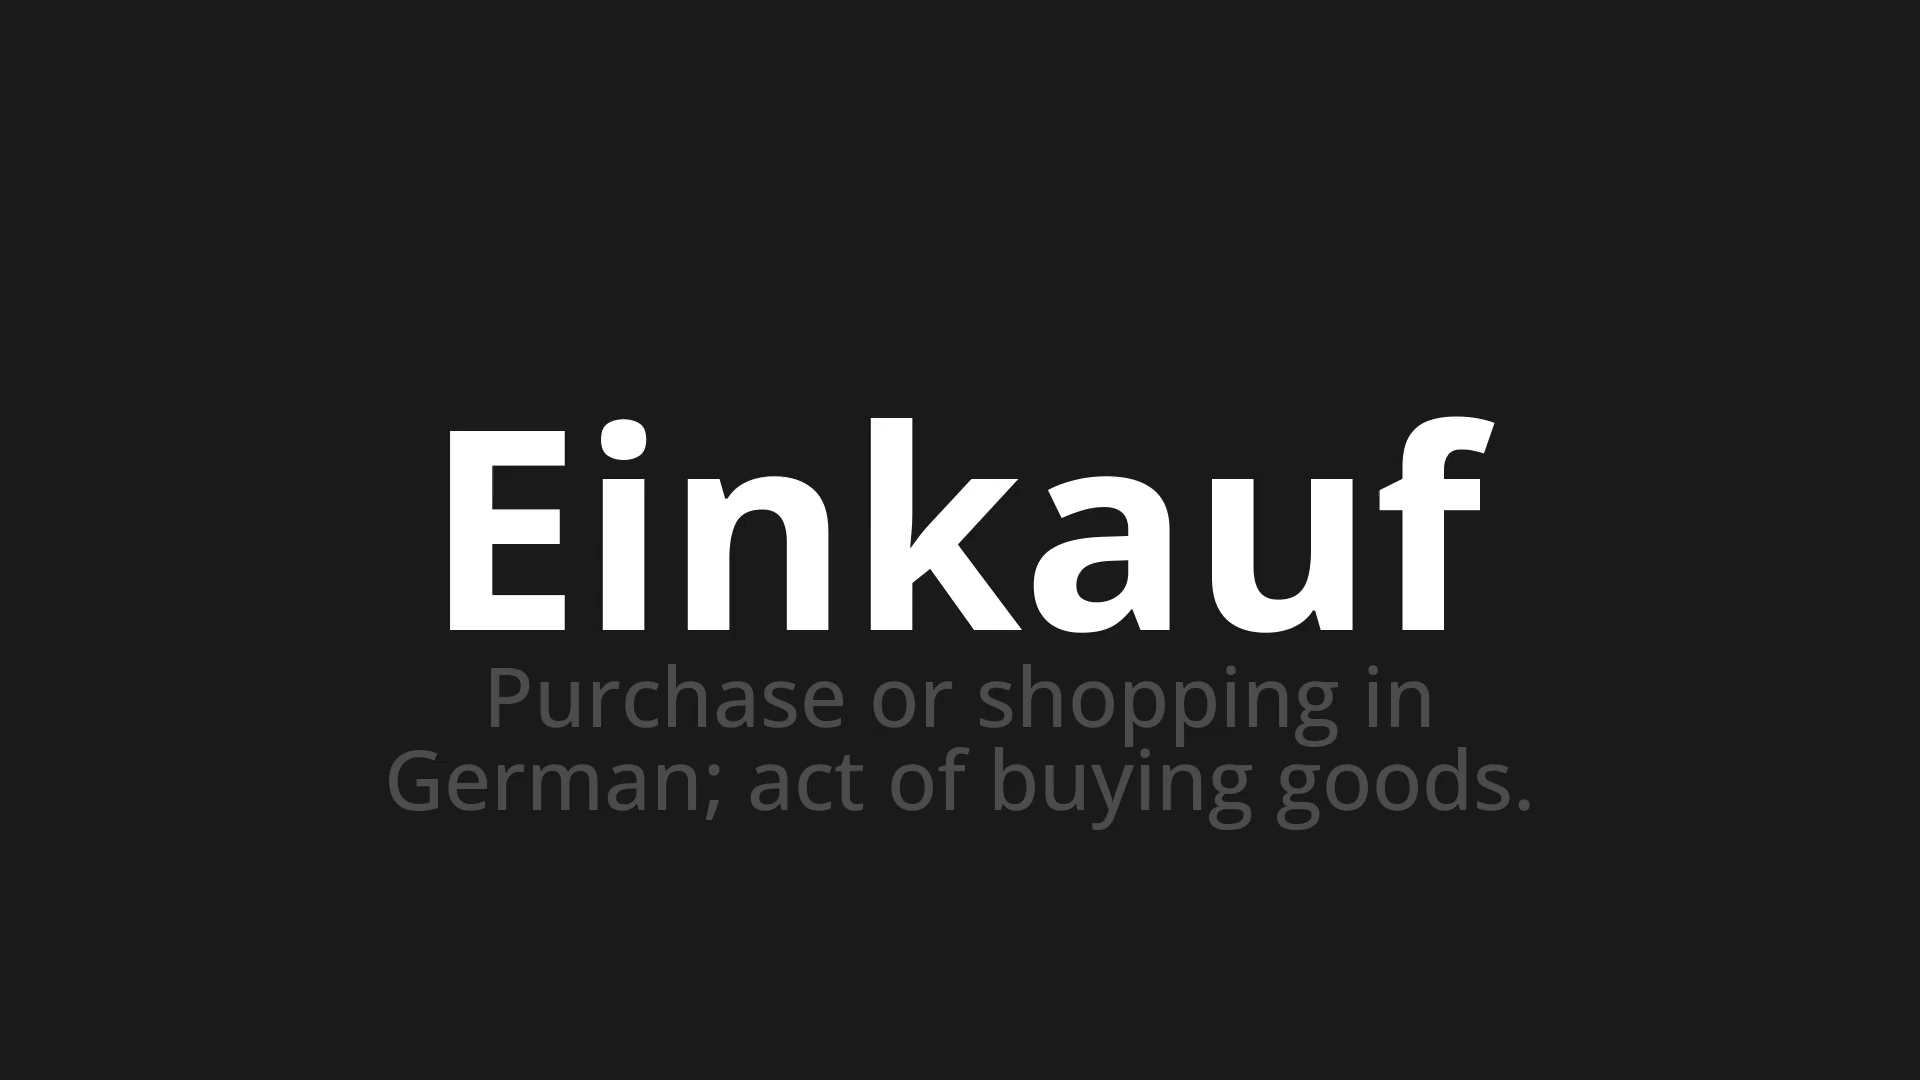 Einkauf
Purchase or shopping in
German; act of buying goods.